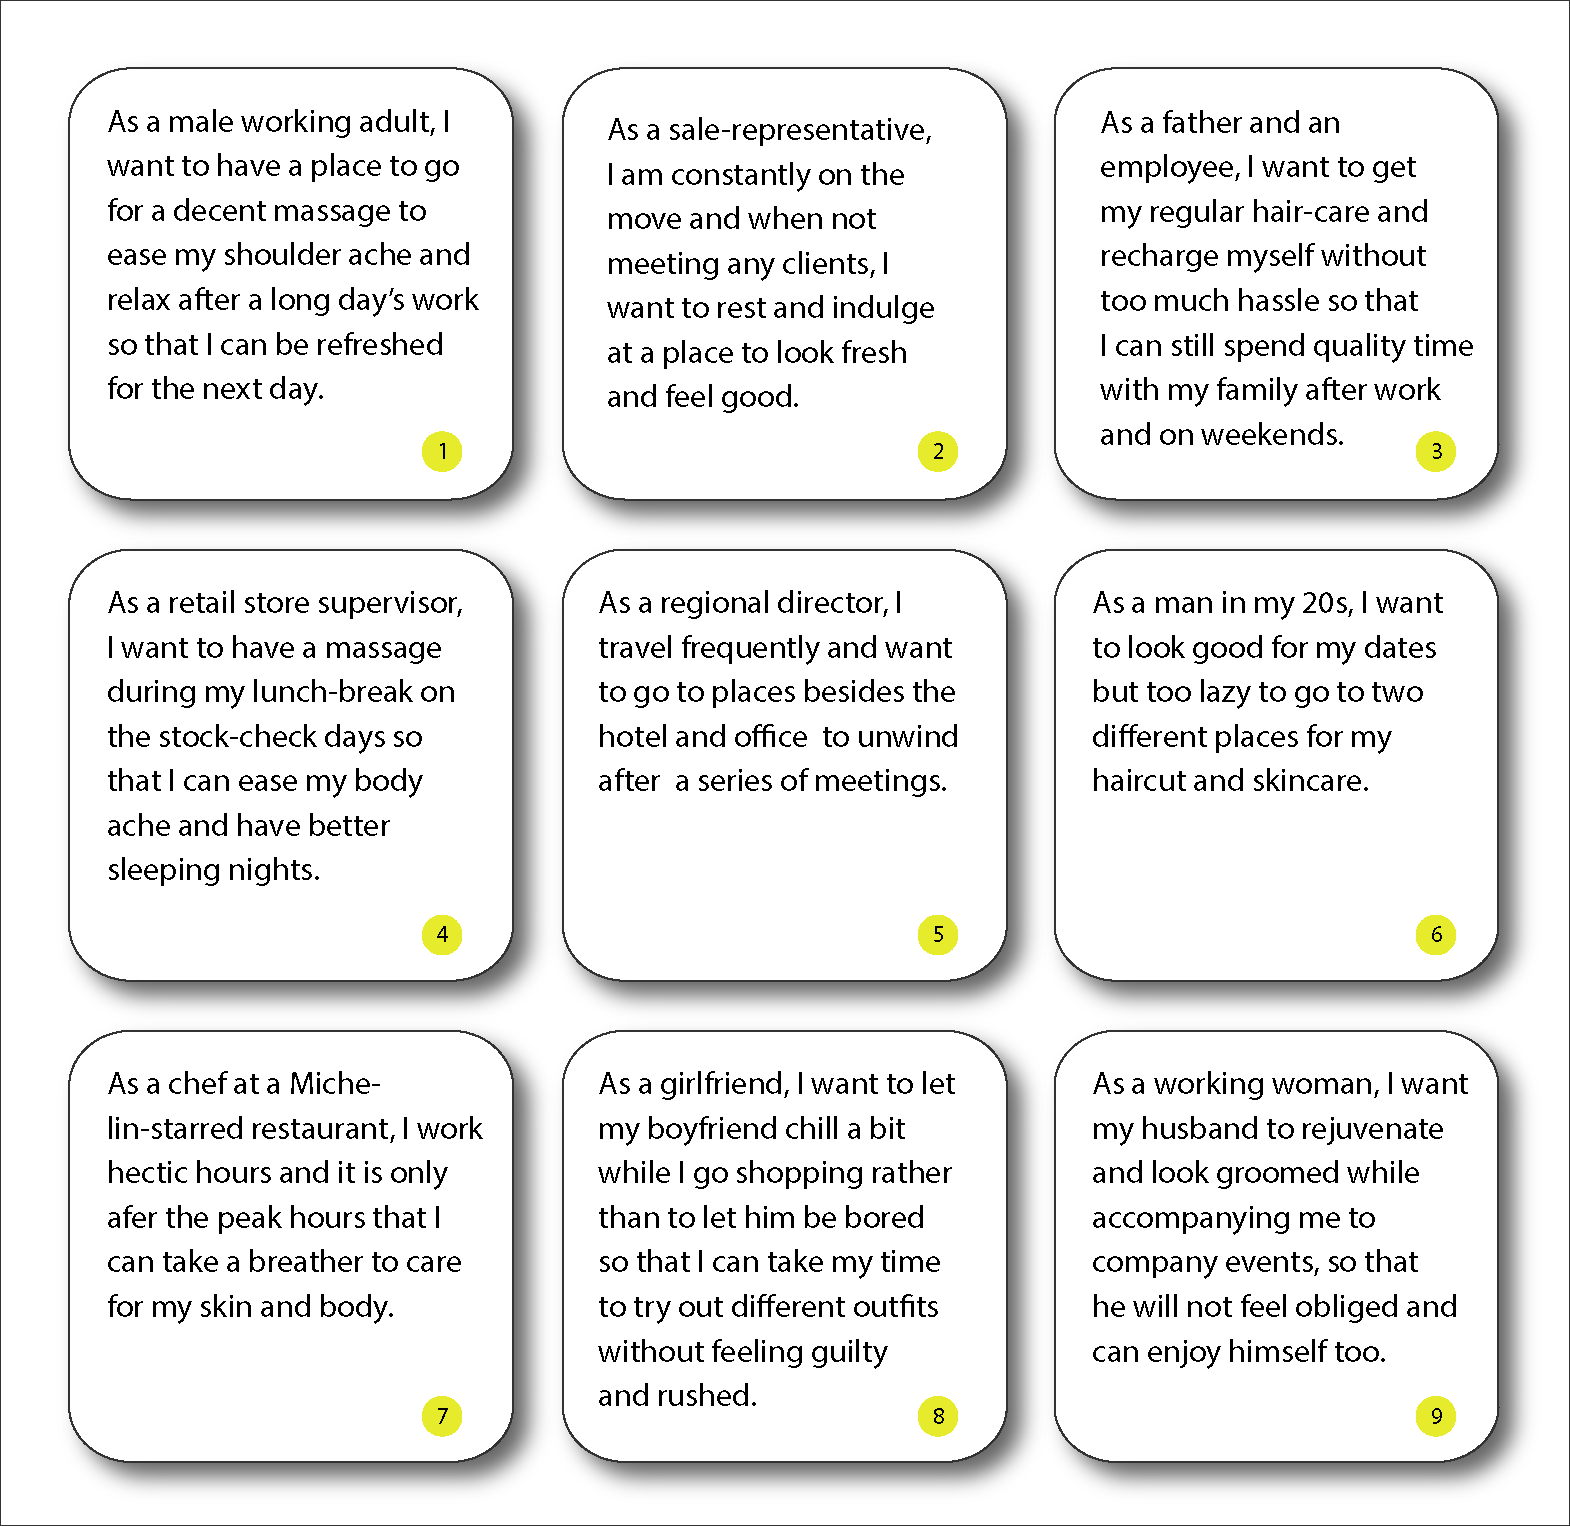 As a male working adult, I
want to have a place to go
for a decent massage to
ease my shoulder ache and
relax after a long day’s work
so that I can be refreshed
for the next day.
1
As a sale-representative,
I am constantly on the
move and when not
meeting any clients, I
want to rest and indulge
at a place to look fresh
and feel good.
2
As a father and an
employee, I want to get
my regular hair-care and
recharge myself without
too much hassle so that
I can still spend quality time
with my family after work
and on weekends.
3
As a retail store supervisor,
I want to have a massage
during my lunch-break on
the stock-check days so
that I can ease my body
ache and have better
sleeping nights.
4
As a regional director, I
travel frequently and want
to go to places besides the
hotel and office  to unwind
after  a series of meetings.
5
As a man in my 20s, I want
to look good for my dates
but too lazy to go to two
different places for my
haircut and skincare.
6
As a chef at a Miche-
lin-starred restaurant, I work
hectic hours and it is only
afer the peak hours that I
can take a breather to care
for my skin and body.
7
As a girlfriend, I want to let
my boyfriend chill a bit
while I go shopping rather
than to let him be bored
so that I can take my time
to try out different outfits
without feeling guilty
and rushed.
8
As a working woman, I want
my husband to rejuvenate
and look groomed while
accompanying me to
company events, so that
he will not feel obliged and
can enjoy himself too.
9